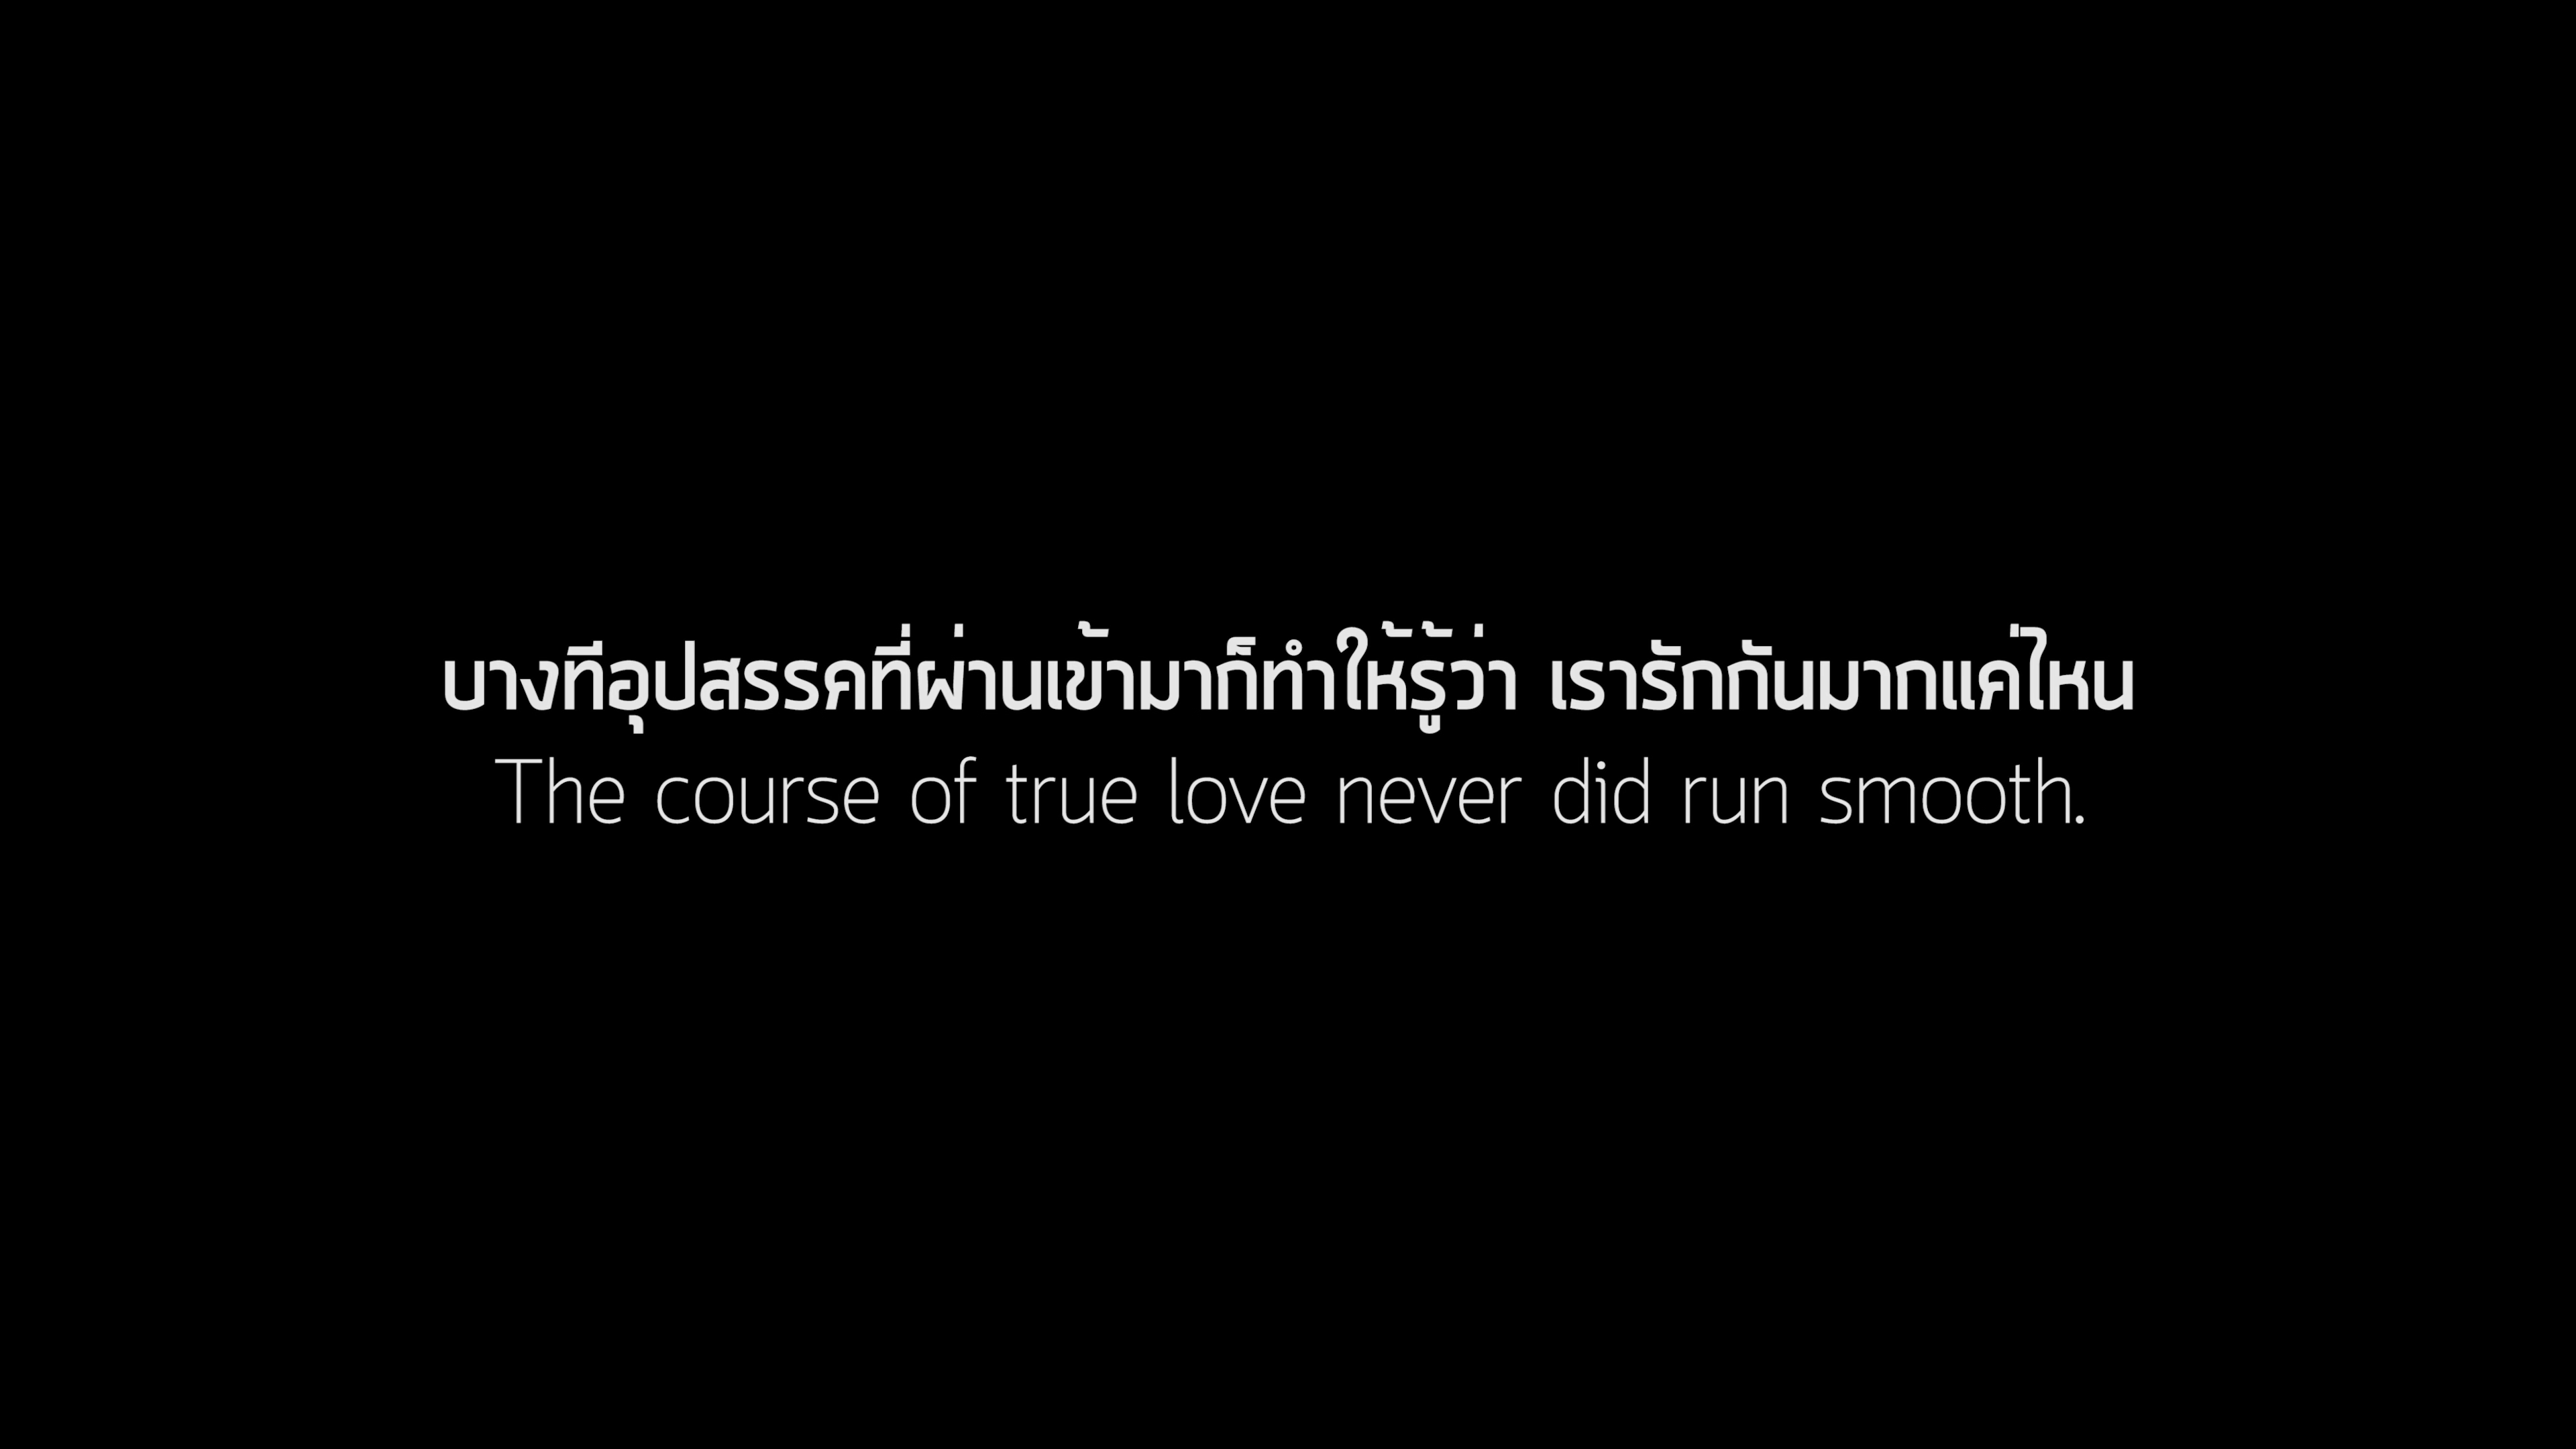 บางทีอุปสรรคที่ผ่านเข้ามาก็ทำให้รู้ว่า เรารักกันมากแค่ไหน
The course of true love never did run smooth.